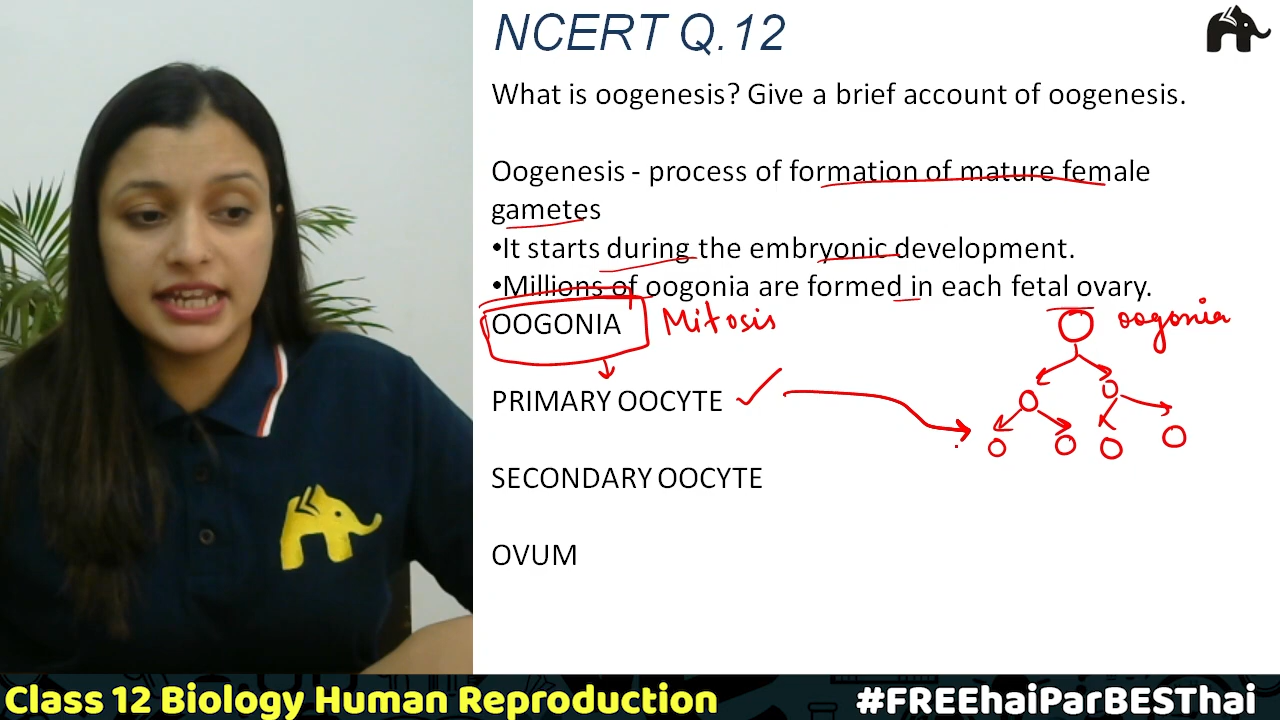 NCERT Q.12
What is oogenesis? Give a brief account of oogenesis.
Oogenesis - process of formation of mature female
gametes
•It starts during the embryonic development.
•Millions of oogonia are formed in each fetal ovary.
OOGONIA Mitosis oogonia
PRIMARY OOCYTE
SECONDARY OOCYTE
OVUM
Class 12 Biology Human Reproduction #FREEhaiParBESThai